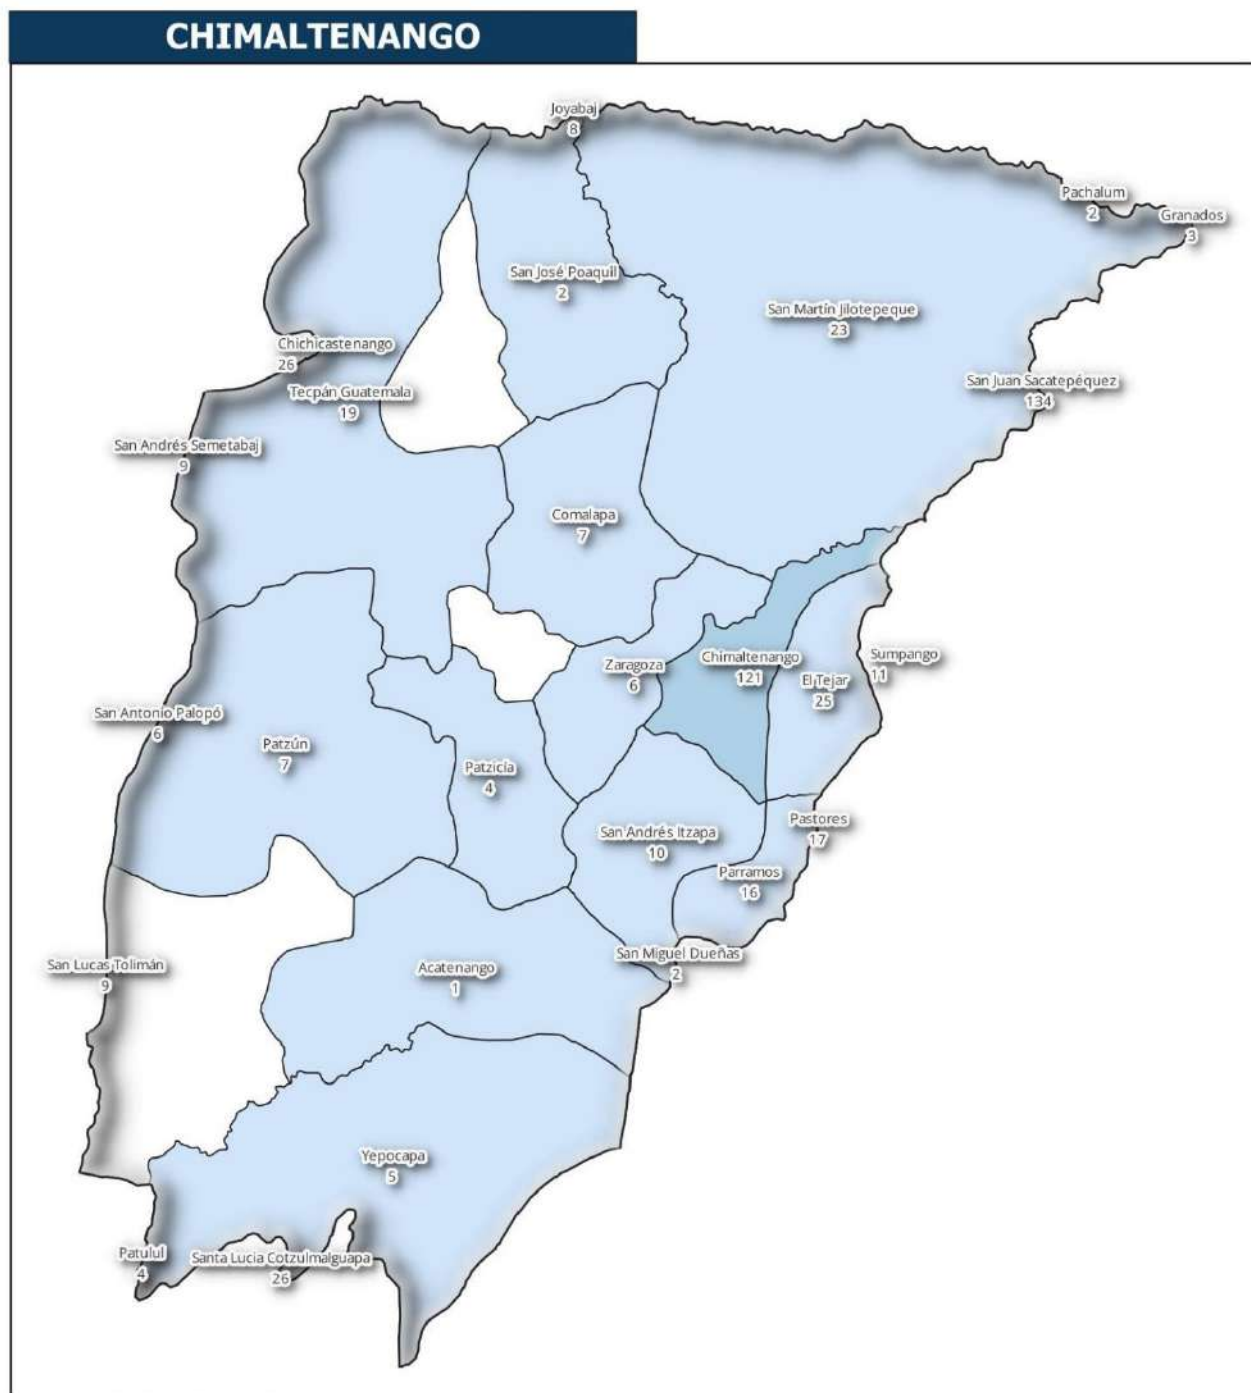 CHIMALTENANGO
Joyabaj
8
Pachalum
2
Granados
3
San José Poaquil
2
San Martín Jilotepeque
23
Chichicastenango
26
Tecpán Guatemala
19
San Juan Sacatepéquez
134
San Andrés Semetabaj
9
Comalapa
7
Chimaltenango
121
Sumpango
11
Zaragoza
6
El Tejar
25
San Antonio Palopó
6
Patzún
7
Patzicía
4
San Andrés Itzapa
10
Pastores
17
Parramos
16
San Miguel Dueñas
2
San Lucas Tolimán
9
Acatenango
1
Yepocapa
5
Patulul
4
Santa Lucia Cotzulmalguapa
26